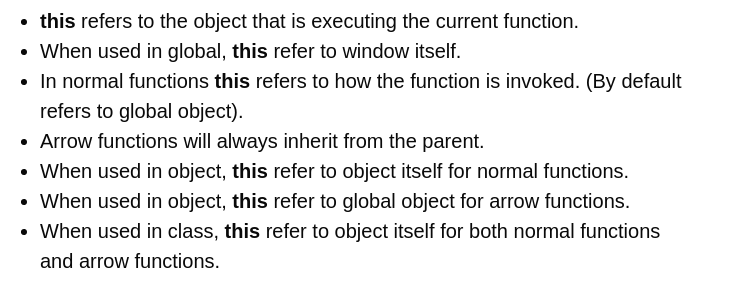 • this refers to the object that is executing the current function.
• When used in global, this refer to window itself.
• In normal functions this refers to how the function is invoked. (By default
refers to global object).
• Arrow functions will always inherit from the parent.
• When used in object, this refer to object itself for normal functions.
• When used in object, this refer to global object for arrow functions.
• When used in class, this refer to object itself for both normal functions
and arrow functions.